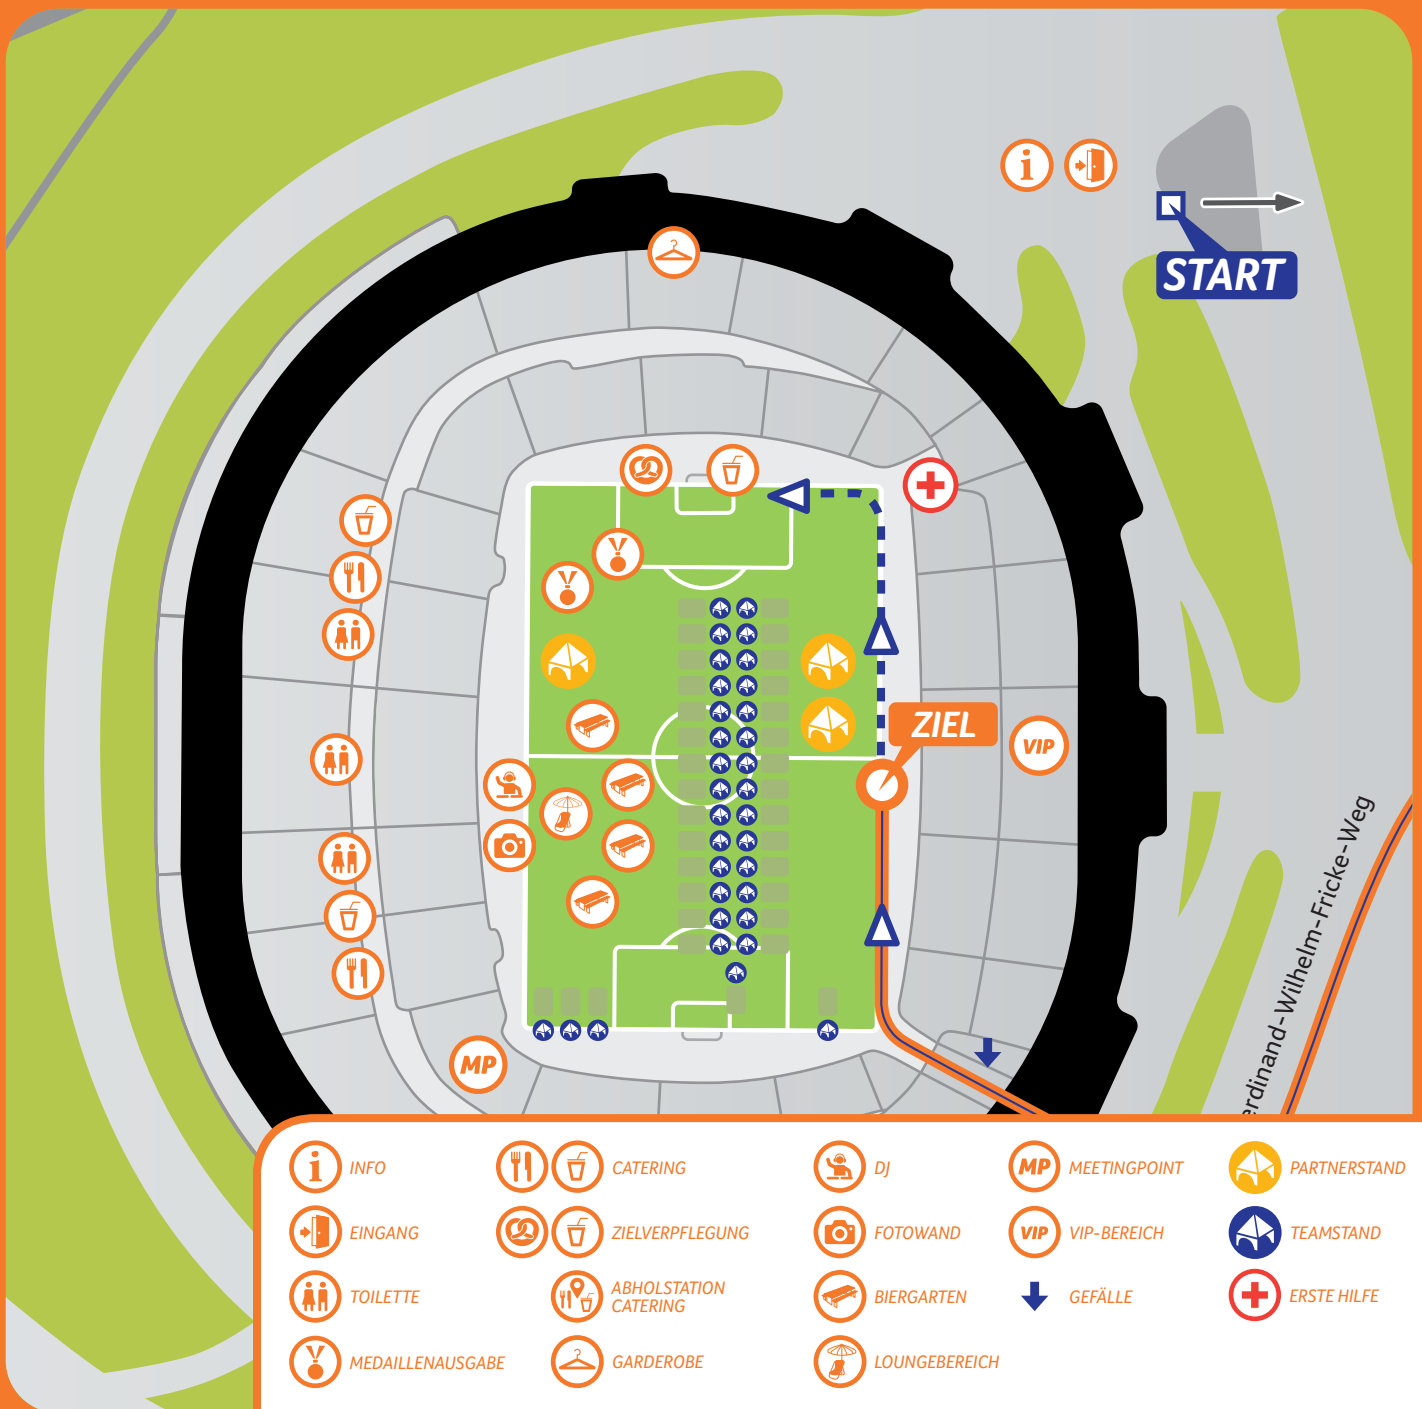 START
ZIEL
VIP
MP
erdinand-Wilhelm-Fricke-Weg
INFO
EINGANG
TOILETTE
MEDAILLENAUSGABE
CATERING
ZIELVERPFLEGUNG
ABHOLSTATION
CATERING
GARDEROBE
DJ
FOTOWAND
BIERGARTEN
LOUNGEBEREICH
MP MEETINGPOINT
VIP VIP-BEREICH
GEFÄLLE
PARTNERSTAND
TEAMSTAND
ERSTE HILFE